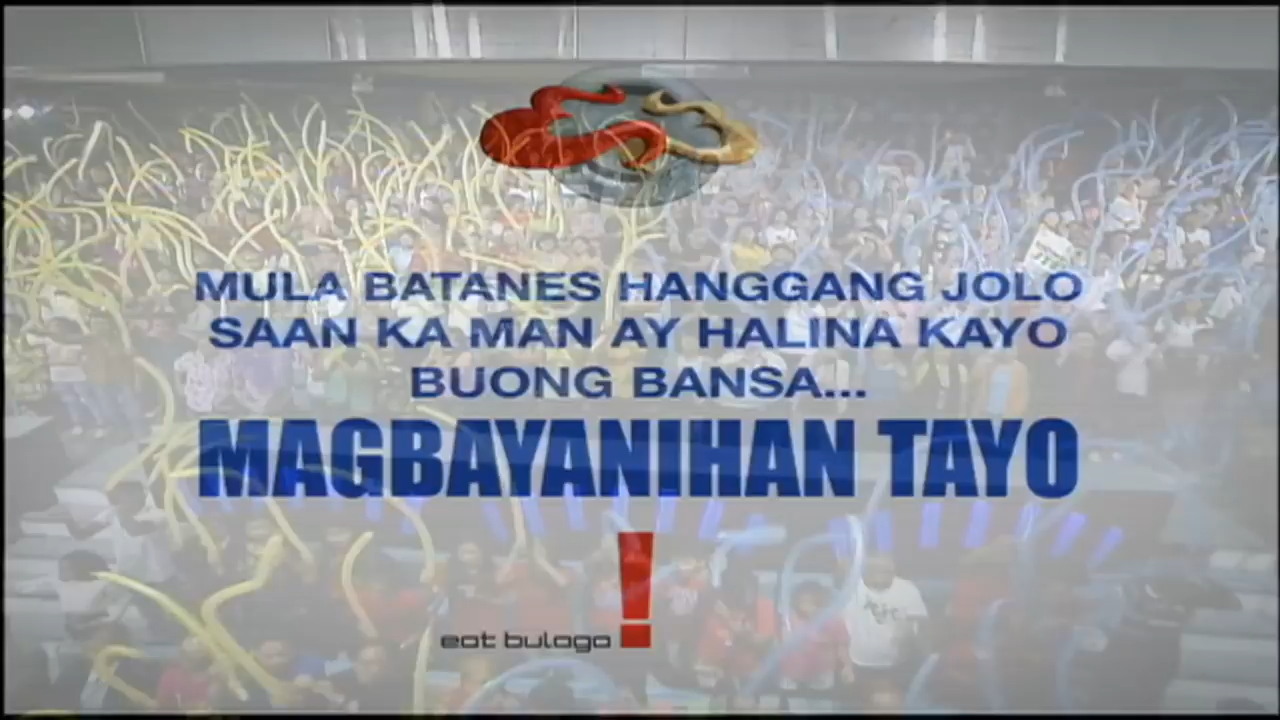 MULA BATANES HANGGANG JOLO
SAAN KA MAN AY HALINA KAYO
BUONG BANSA...
MAGBAYANIHAN TAYO
eat bulaga!